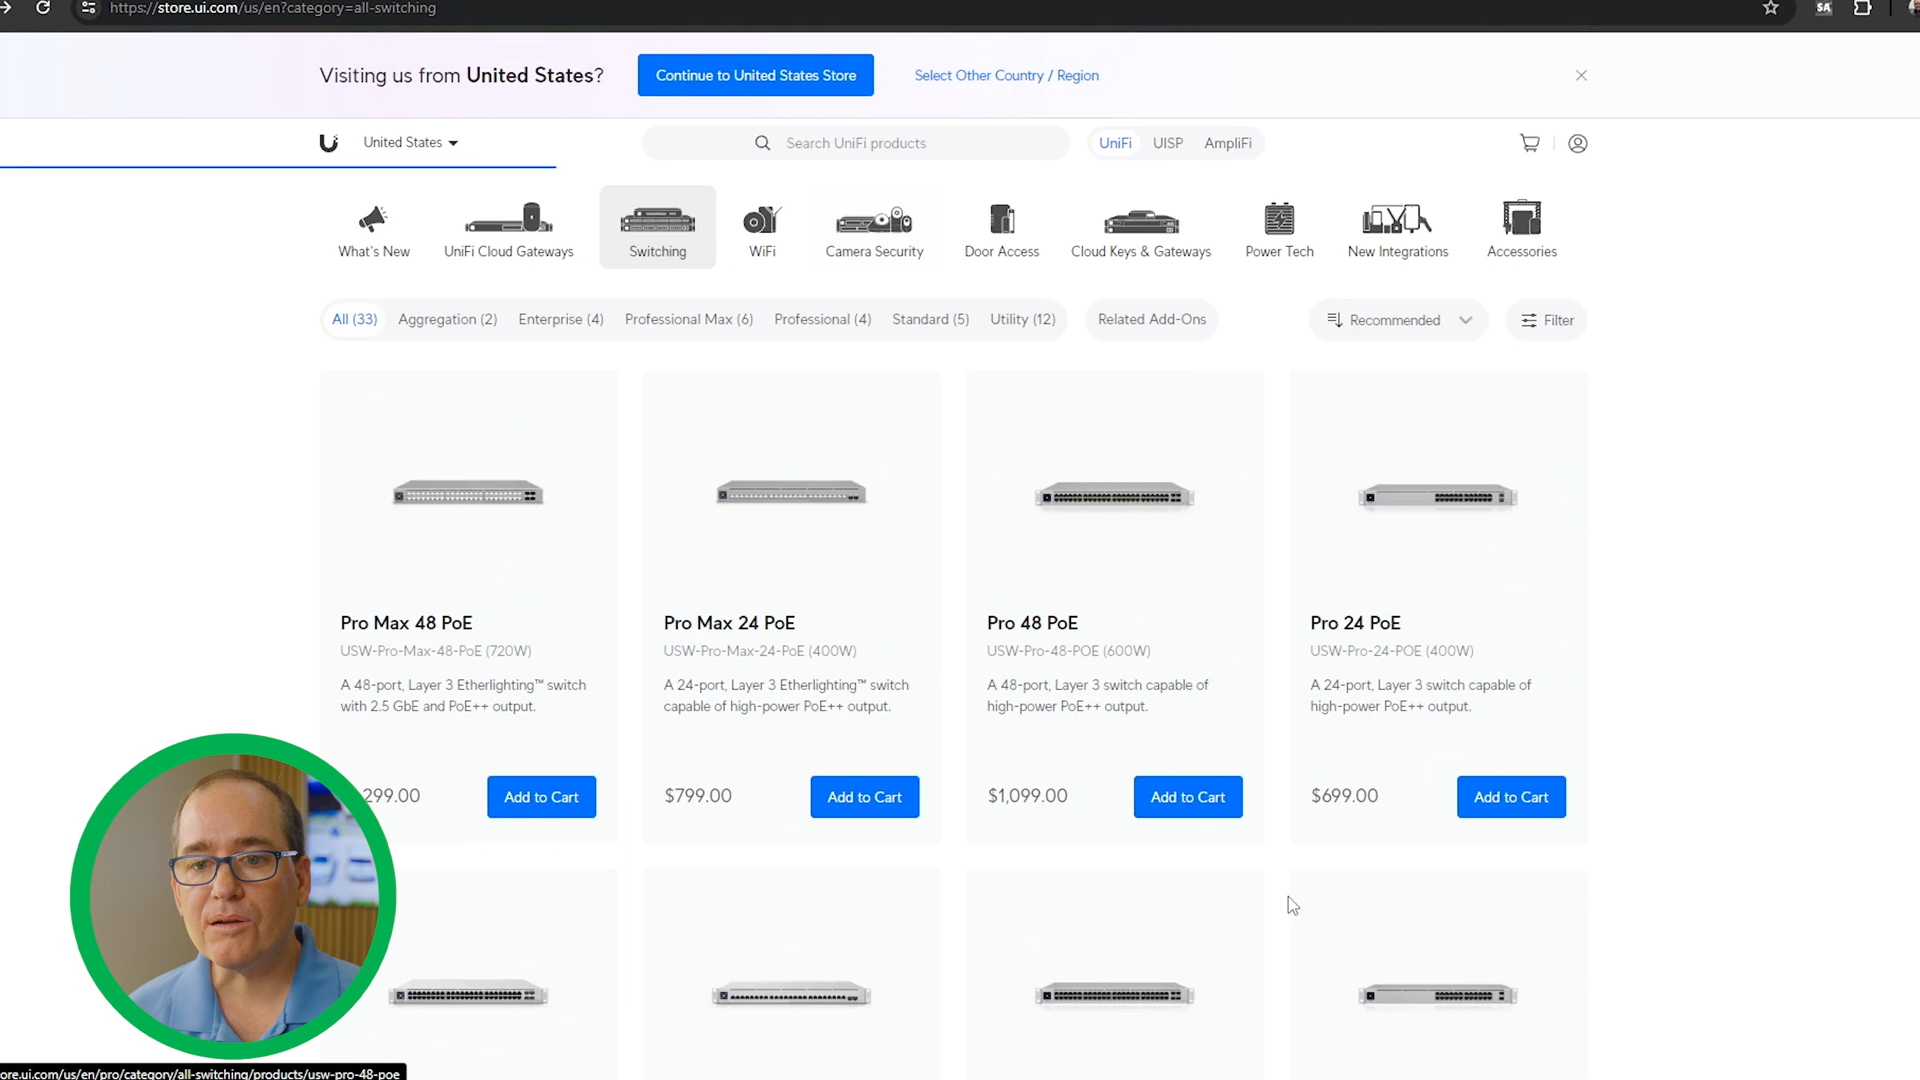 https://store.ui.com/us/en?category=all-switching
SA
Visiting us from United States?
Continue to United States Store
Select Other Country / Region
United States
Search UniFi products
UniFi
UISP
AmpliFi
What's New
UniFi Cloud Gateways
Switching
WiFi
Camera Security
Door Access
Cloud Keys & Gateways
Power Tech
New Integrations
Accessories
All (33)
Aggregation (2)
Enterprise (4)
Professional Max (6)
Professional (4)
Standard (5)
Utility (12)
Related Add-Ons
Recommended
Filter
Pro Max 48 PoE
USW-Pro-Max-48-PoE (720W)
A 48-port, Layer 3 Etherlighting™ switch
with 2.5 GbE and PoE++ output.
299.00
Add to Cart
Pro Max 24 PoE
USW-Pro-Max-24-PoE (400W)
A 24-port, Layer 3 Etherlighting™ switch
capable of high-power PoE++ output.
$799.00
Add to Cart
Pro 48 PoE
USW-Pro-48-POE (600W)
A 48-port, Layer 3 switch capable of
high-power PoE++ output.
$1,099.00
Add to Cart
Pro 24 PoE
USW-Pro-24-POE (400W)
A 24-port, Layer 3 switch capable of
high-power PoE++ output.
$699.00
Add to Cart
ore.ui.com/us/en/pro/category/all-switching/products/usw-pro-48-poe